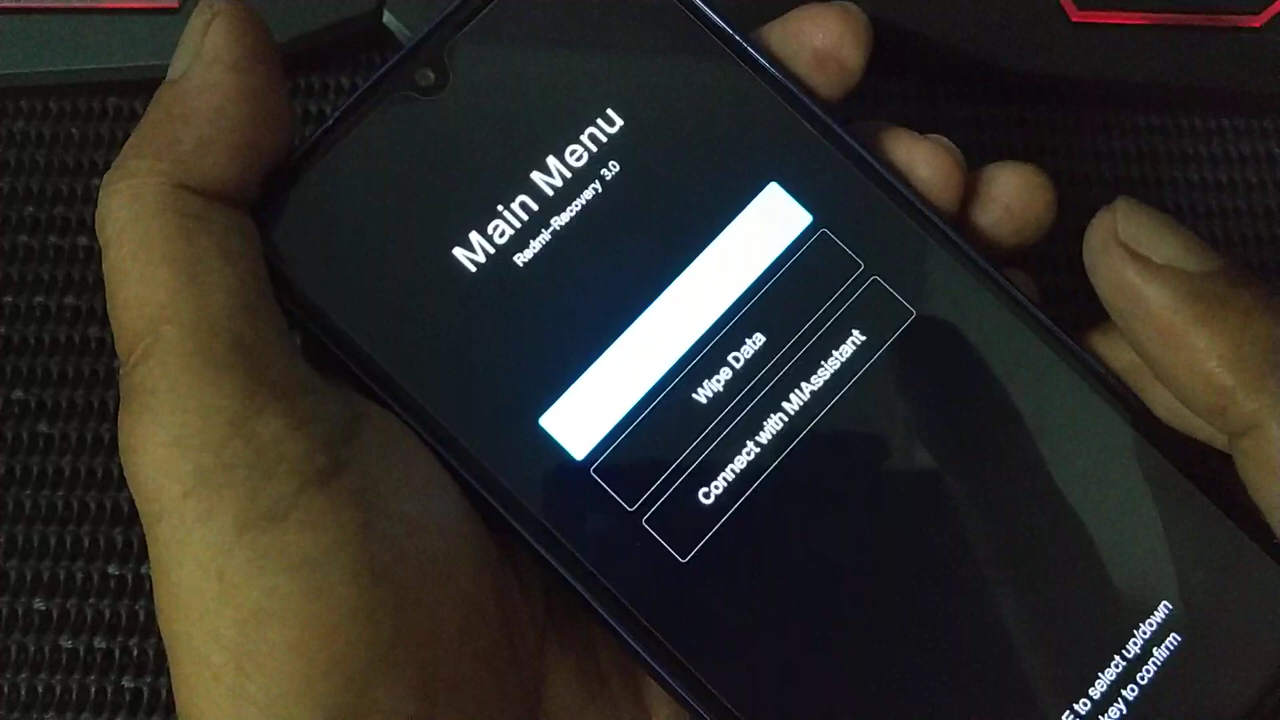 Main Menu
Redmi-Recovery 3.0
Wipe Data
Connect with MIAssistant
to select up/down
key to confirm